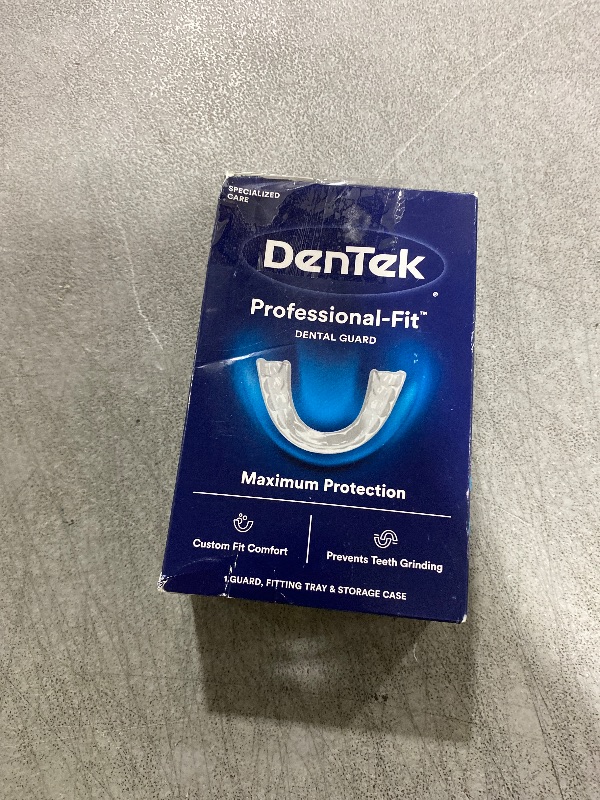 SPECIALIZED
CARE
DenTek®
Professional-Fit™
DENTAL GUARD
Maximum Protection
Custom Fit Comfort
Prevents Teeth Grinding
1 GUARD, FITTING TRAY & STORAGE CASE